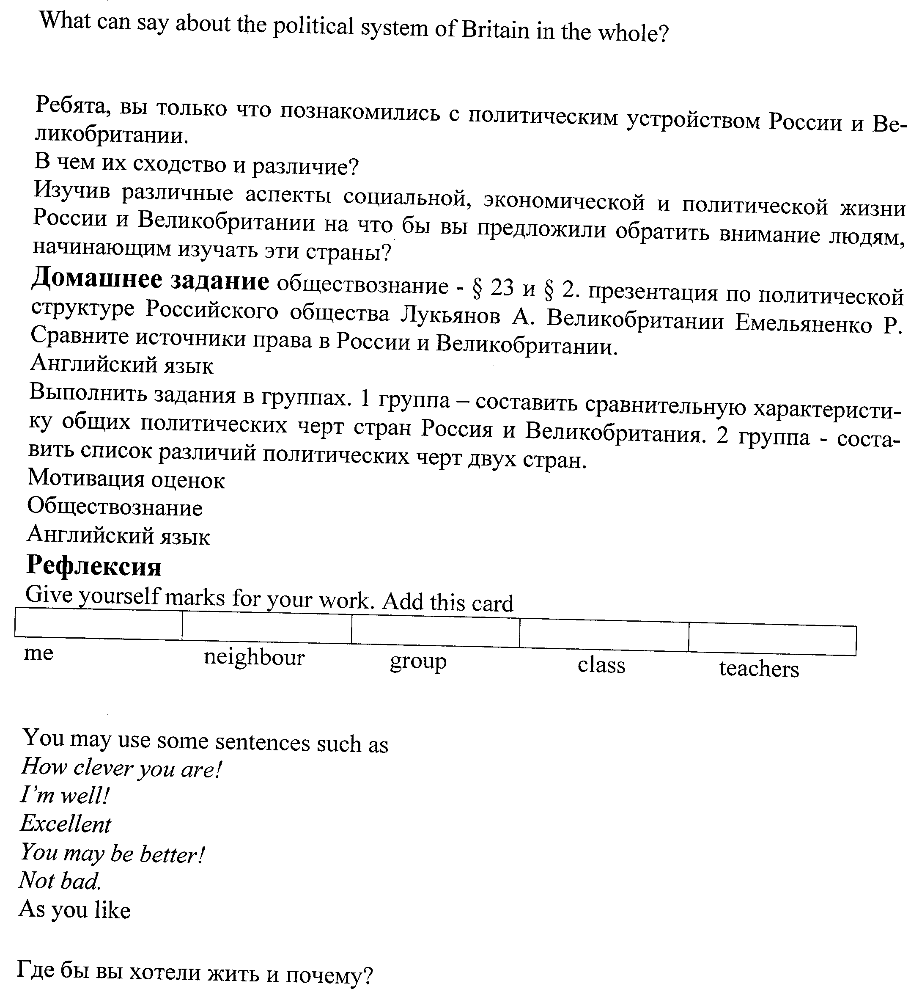 What can say about the political system of Britain in the whole?
Ребята, вы только что познакомились с политическим устройством России и Ве-
ликобритании.
В чем их сходство и различие?
Изучив различные аспекты социальной, экономической и политической жизни
России и Великобритании на что бы вы предложили обратить внимание людям,
начинающим изучать эти страны?
Домашнее задание обществознание - § 23 и § 2. презентация по политической
структуре Российского общества Лукьянов А. Великобритании Емельяненко Р.
Сравните источники права в России и Великобритании.
Английский язык
Выполнить задания в группах. 1 группа – составить сравнительную характеристи-
ку общих политических черт стран Россия и Великобритания. 2 группа - соста-
вить список различий политических черт двух стран.
Мотивация оценок
Обществознание
Английский язык
Рефлексия
Give yourself marks for your work. Add this card
me neighbour group class teachers
You may use some sentences such as
How clever you are!
I'm well!
Excellent
You may be better!
Not bad.
As you like
Где бы вы хотели жить и почему?